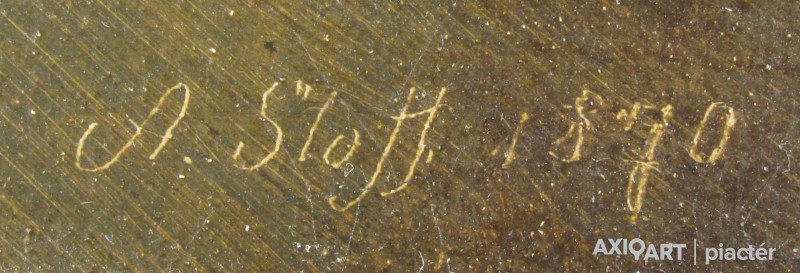 A. Stoff. 1870
AXIOART | piactér